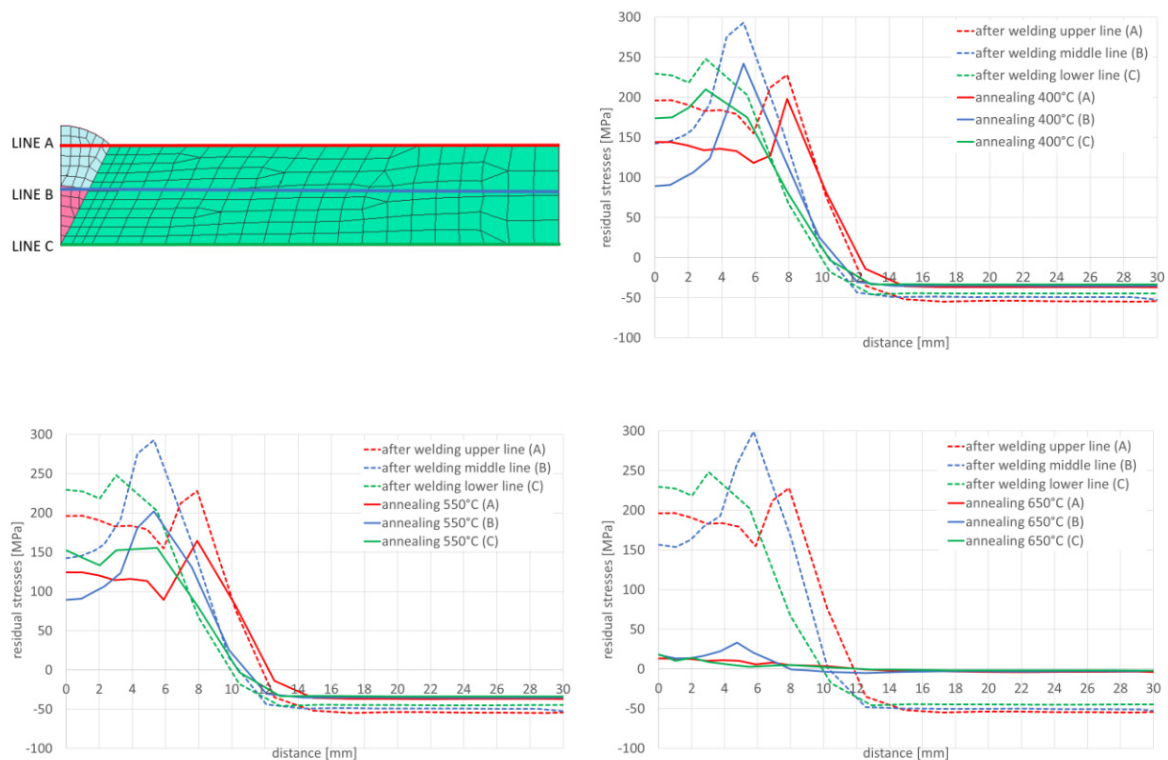 LINE A
LINE B
LINE C
300
250
200
150
100
50
0
-50
-100
residual stresses [MPa]
0 2 4 6 8 10 12 14 16 18 20 22 24 26 28 30
distance [mm]
after welding upper line (A)
after welding middle line (B)
after welding lower line (C)
annealing 400°C (A)
annealing 400°C (B)
annealing 400°C (C)
300
250
200
150
100
50
0
-50
-100
residual stresses [MPa]
0 2 4 6 8 10 12 14 16 18 20 22 24 26 28 30
distance [mm]
after welding upper line (A)
after welding middle line (B)
after welding lower line (C)
annealing 550°C (A)
annealing 550°C (B)
annealing 550°C (C)
300
250
200
150
100
50
0
-50
-100
residual stresses [MPa]
0 2 4 6 8 10 12 14 16 18 20 22 24 26 28 30
distance [mm]
after welding upper line (A)
after welding middle line (B)
after welding lower line (C)
annealing 650°C (A)
annealing 650°C (B)
annealing 650°C (C)